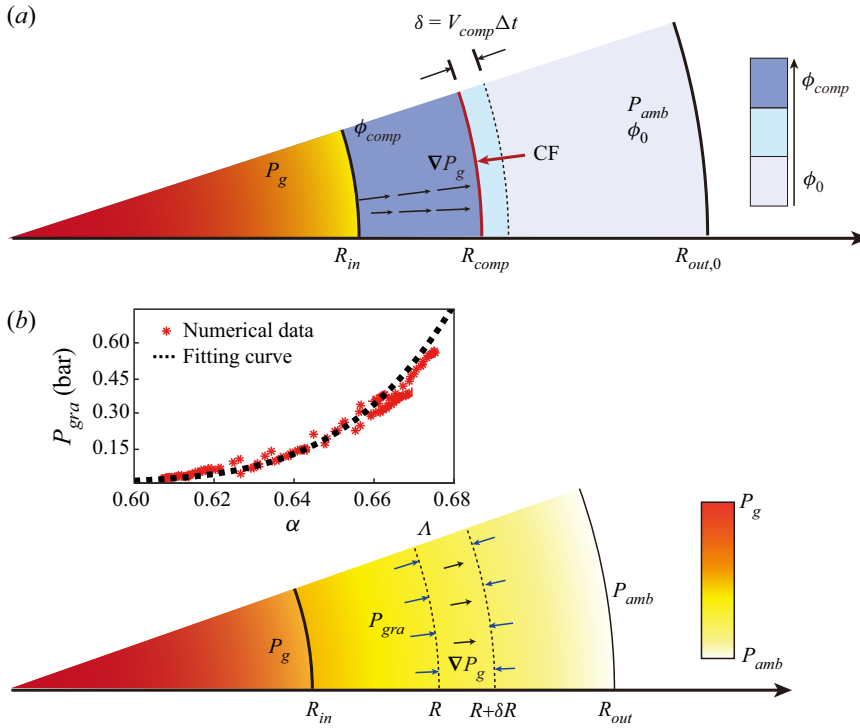 (a)
δ = V_comp Δt
P_g
ϕ_comp
∇P_g
CF
P_amb
ϕ_0
ϕ_comp
ϕ_0
R_in
R_comp
R_out,0
(b)
Numerical data
Fitting curve
P_gra (bar)
0.60
0.45
0.30
0.15
0.60 0.62 0.64 0.66 0.68
α
Λ
P_g
P_gra
∇P_g
P_amb
P_g
P_amb
R_in
R
R+δR
R_out